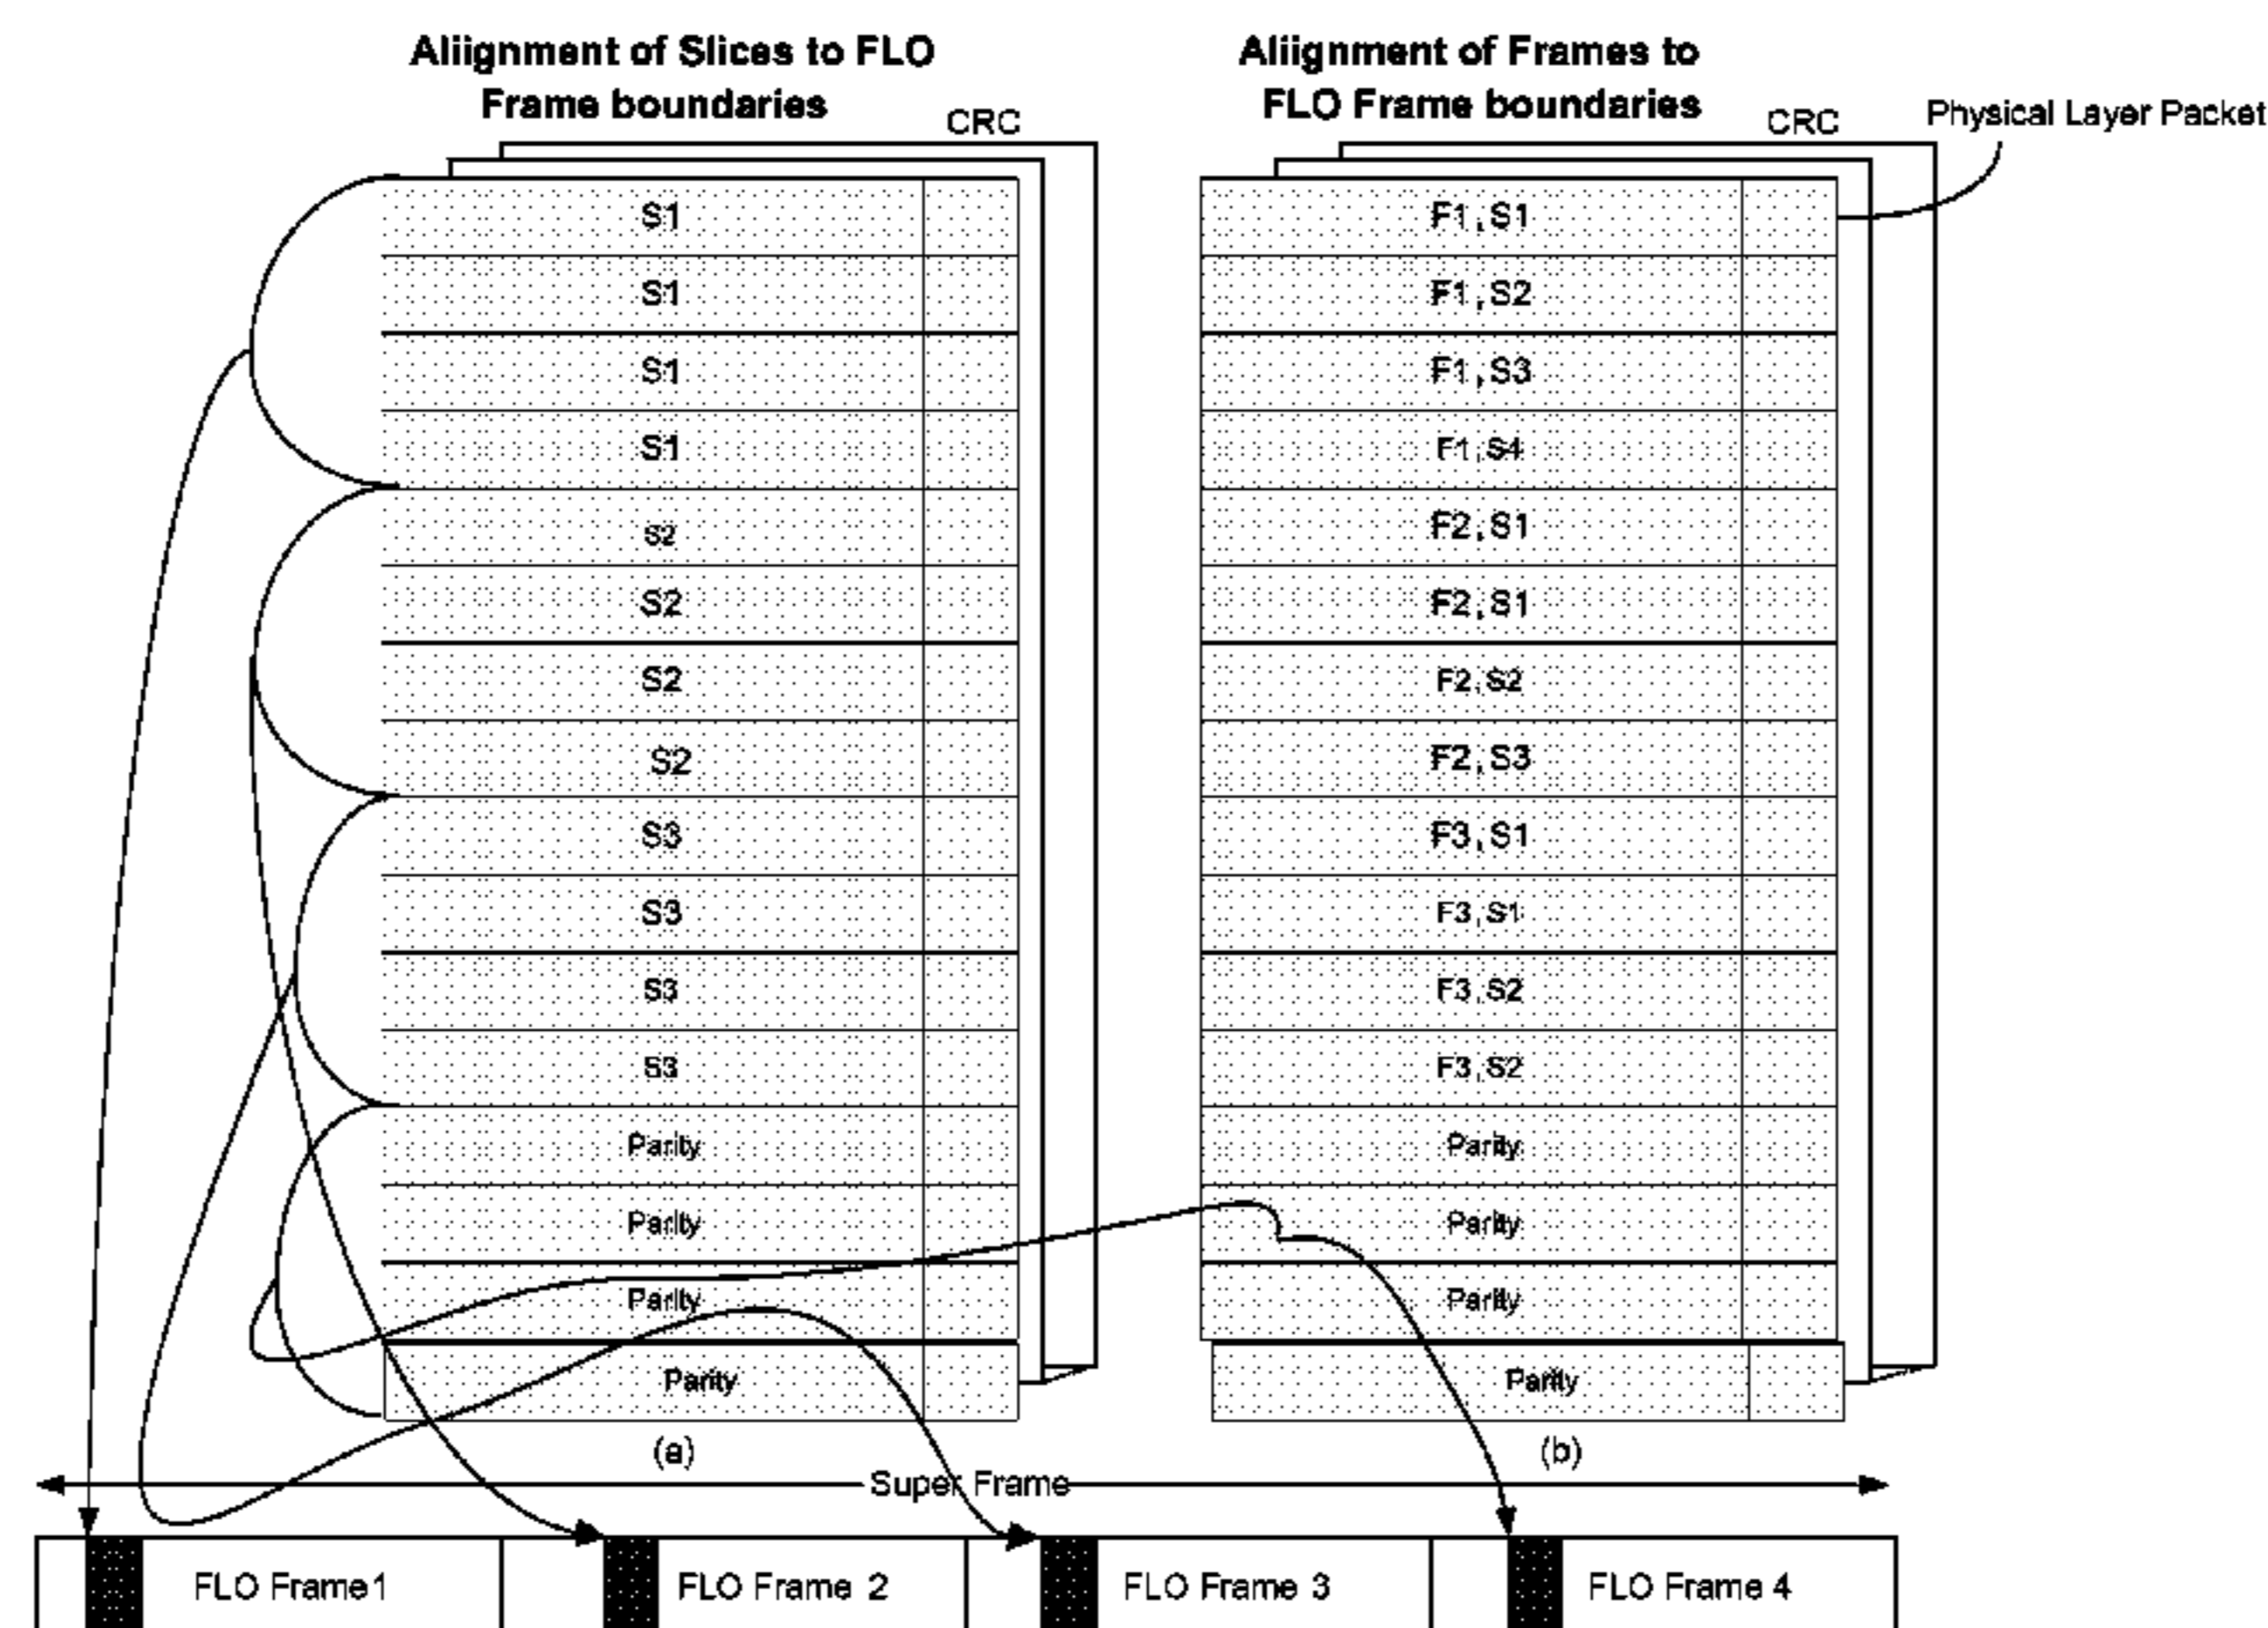 Aliignment of Slices to FLO
Frame boundaries
CRC
Aliignment of Frames to
FLO Frame boundaries
CRC
Physical Layer Packet
S1
S1
S1
S1
S2
S2
S2
S2
S3
S3
S3
S3
Parity
Parity
Parity
Parity
(a)
F1, S1
F1, S2
F1, S3
F1, S4
F2, S1
F2, S1
F2, S2
F2, S3
F3, S1
F3, S1
F3, S2
F3, S2
Parity
Parity
Parity
Parity
(b)
Super Frame
FLO Frame1
FLO Frame 2
FLO Frame 3
FLO Frame 4